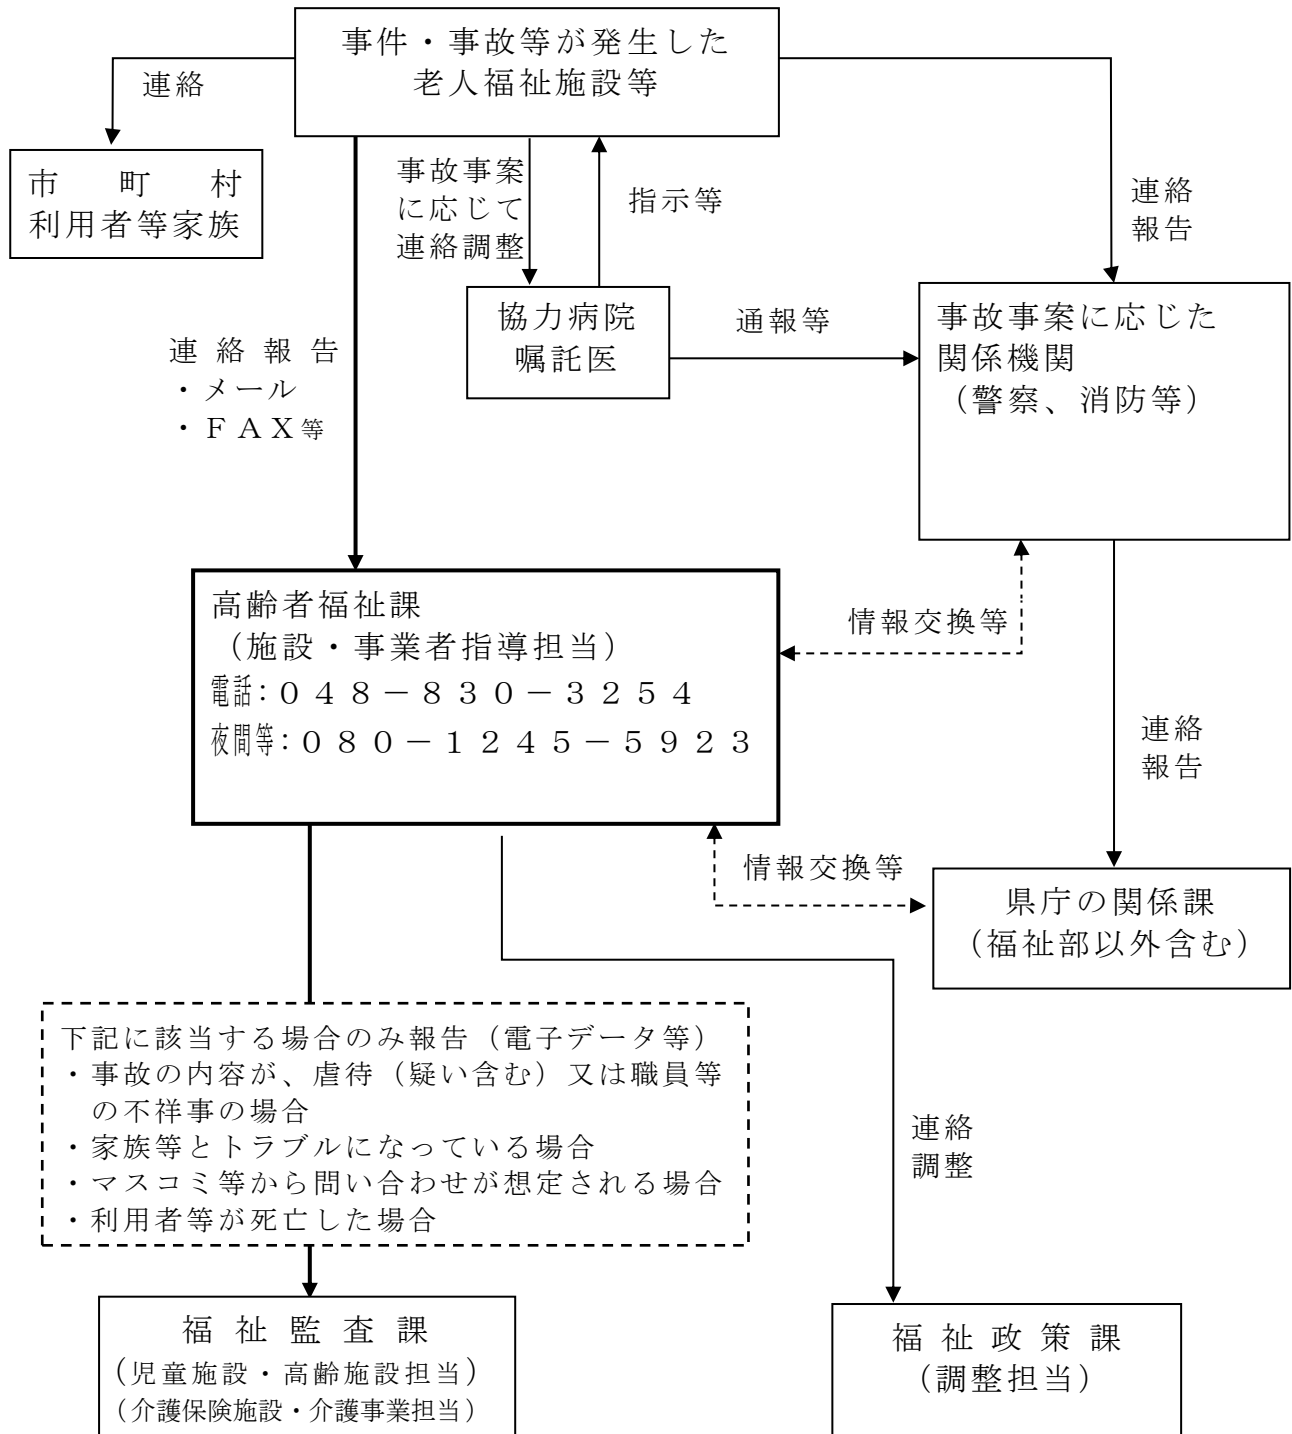 事件・事故等が発生した
老人福祉施設等
連絡
市町村
利用者等家族
事故事案
に応じて
連絡調整
指示等
連絡
報告
協力病院
嘱託医
通報等
事故事案に応じた
関係機関
（警察、消防等）
連絡報告
・メール
・ＦＡＸ等
高齢者福祉課
（施設・事業者指導担当）
電話：０４８－８３０－３２５４
夜間等：０８０－１２４５－５９２３
情報交換等
連絡
報告
情報交換等
県庁の関係課
（福祉部以外含む）
下記に該当する場合のみ報告（電子データ等）
・事故の内容が、虐待（疑い含む）又は職員等
の不祥事の場合
・家族等とトラブルになっている場合
・マスコミ等から問い合わせが想定される場合
・利用者等が死亡した場合
連絡
調整
福祉監査課
（児童施設・高齢施設担当）
（介護保険施設・介護事業担当）
福祉政策課
（調整担当）